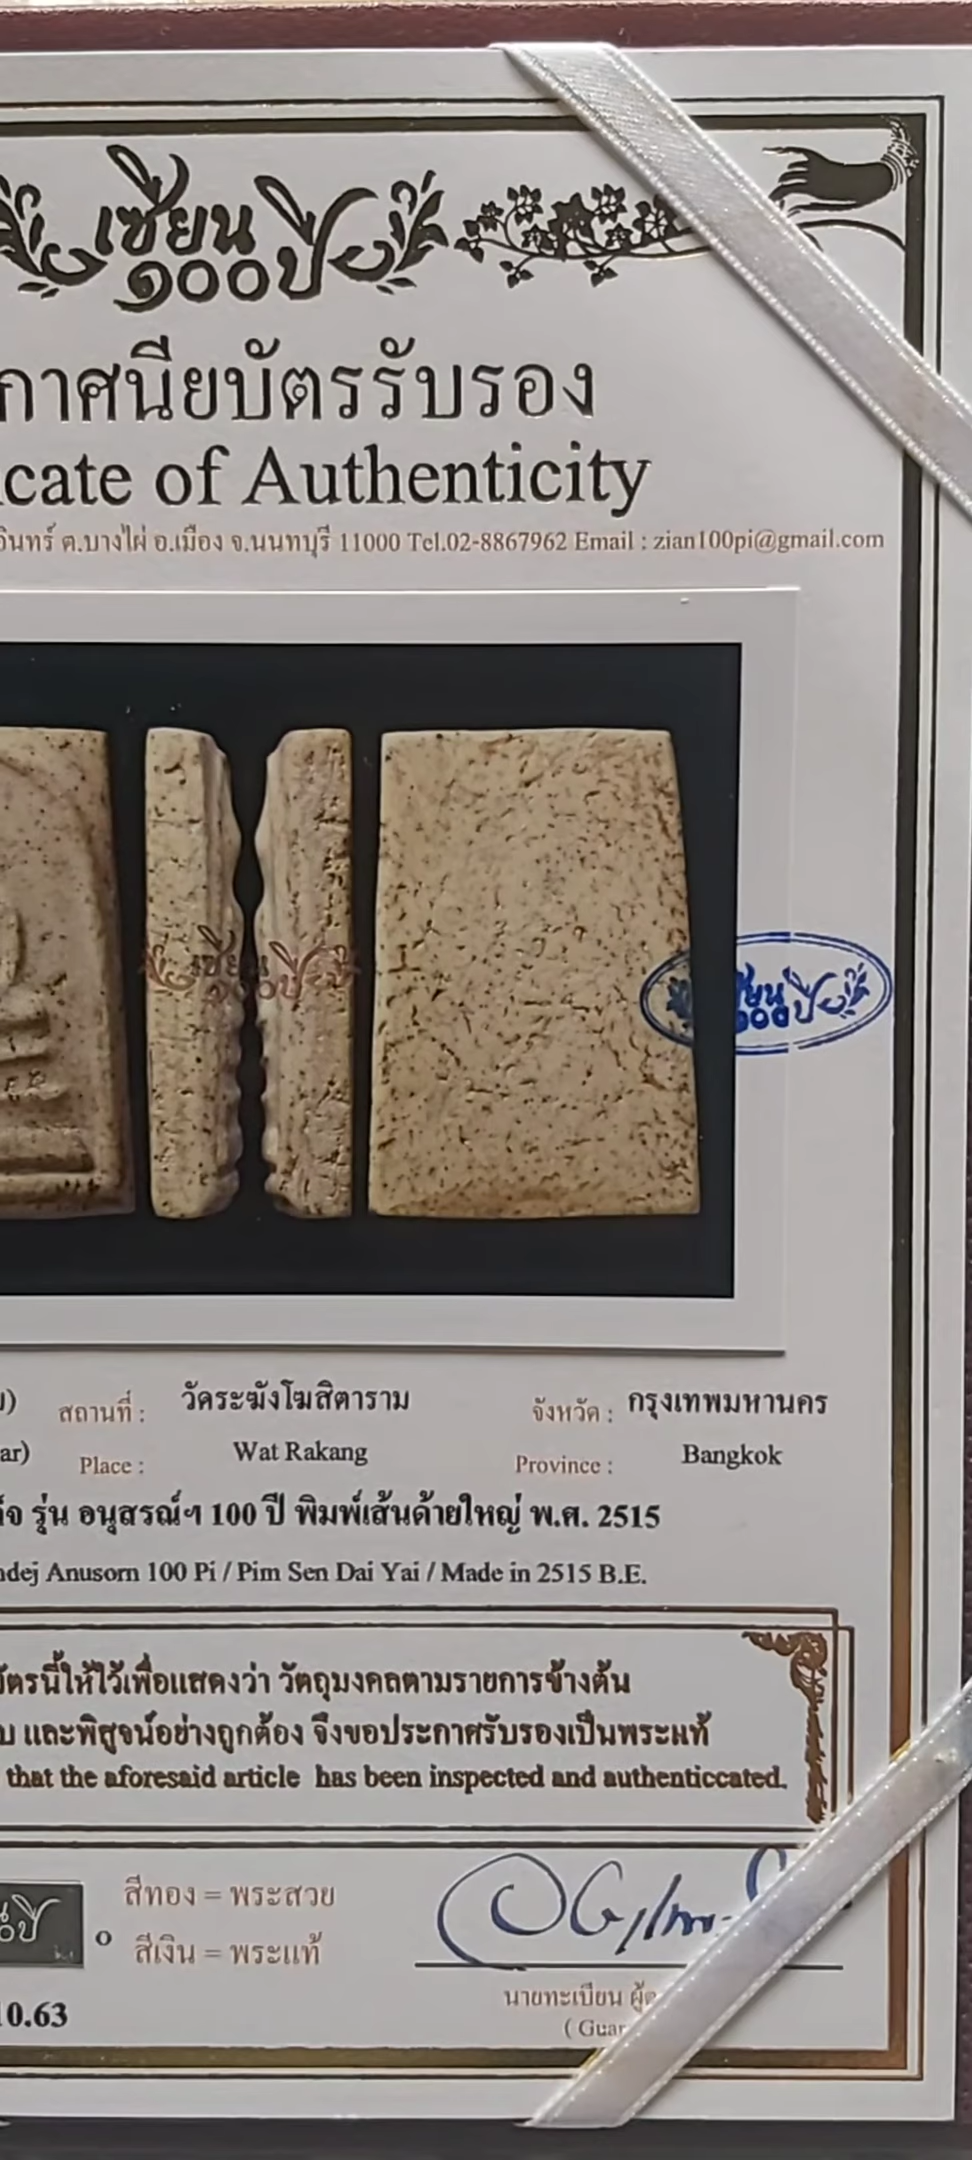 เซียน
๑๐๐ปี
กาศนียบัตรรับรอง
cate of Authenticity
อินทร์ ต.บางไผ่ อ.เมือง จ.นนทบุรี 11000 Tel.02-8867962 Email : zian100pi@gmail.com
เซียน
๑๐๐ปี
สถานที่ : วัดระฆังโฆสิตาราม จังหวัด : กรุงเทพมหานคร
ar) Place : Wat Rakang Province : Bangkok
รุ่น อนุสรณ์ฯ 100 ปี พิมพ์เส้นด้ายใหญ่ พ.ศ. 2515
dej Anusorn 100 Pi / Pim Sen Dai Yai / Made in 2515 B.E.
ัตรนี้ให้ไว้เพื่อแสดงว่า วัตถุมงคลตามรายการข้างต้น
และพิสูจน์อย่างถูกต้อง จึงขอประกาศรับรองเป็นพระแท้
that the aforesaid article has been inspected and authenticcated.
สีทอง = พระสวย
สีเงิน = พระแท้
10.63
นายทะเบียน ผู้
( Guar